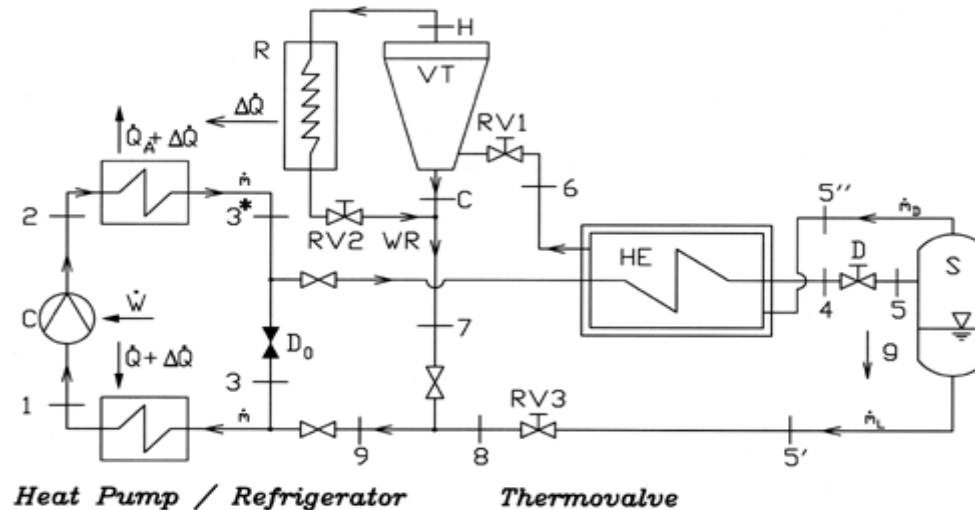 H
R
VT
ΔQ̇
RV1
Q̇A + ΔQ̇
6
5''
ṁD
ṁ
C
2
3*
RV2
WR
HE
D
S
4
5
C
Ẇ
7
9
D0
Q̇ + ΔQ̇
3
1
RV3
ṁ
ṁL
9
8
5'
Heat Pump / Refrigerator
Thermovalve